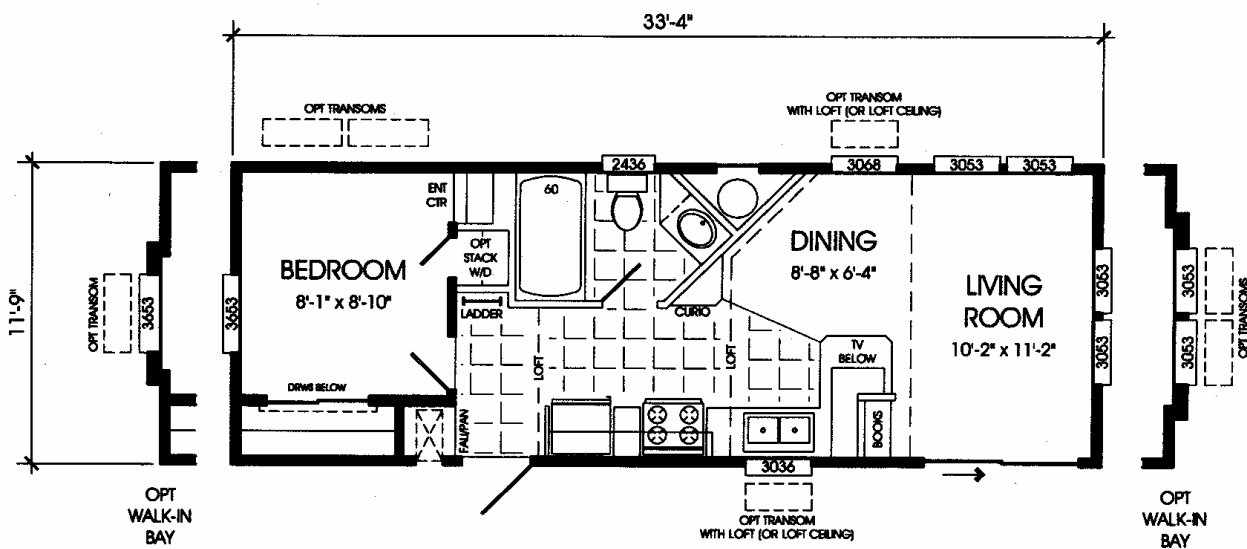 33'-4"
OPT TRANSOMS
OPT TRANSOM
WITH LOFT (OR LOFT CEILING)
2436
3068
3053
3053
11'-9"
OPT TRANSOM
3653
3653
ENT
CTR
60
OPT
STACK
W/D
BEDROOM
8'-1" x 8'-10"
LADDER
DINING
8'-8" x 6'-4"
LIVING
ROOM
10'-2" x 11'-2"
CURIO
LOFT
LOFT
TV
BELOW
BOOKS
DRWS BELOW
FAU/PAN
3053
3053
3053
3053
OPT TRANSOMS
3036
OPT TRANSOM
WITH LOFT (OR LOFT CEILING)
OPT
WALK-IN
BAY
OPT
WALK-IN
BAY